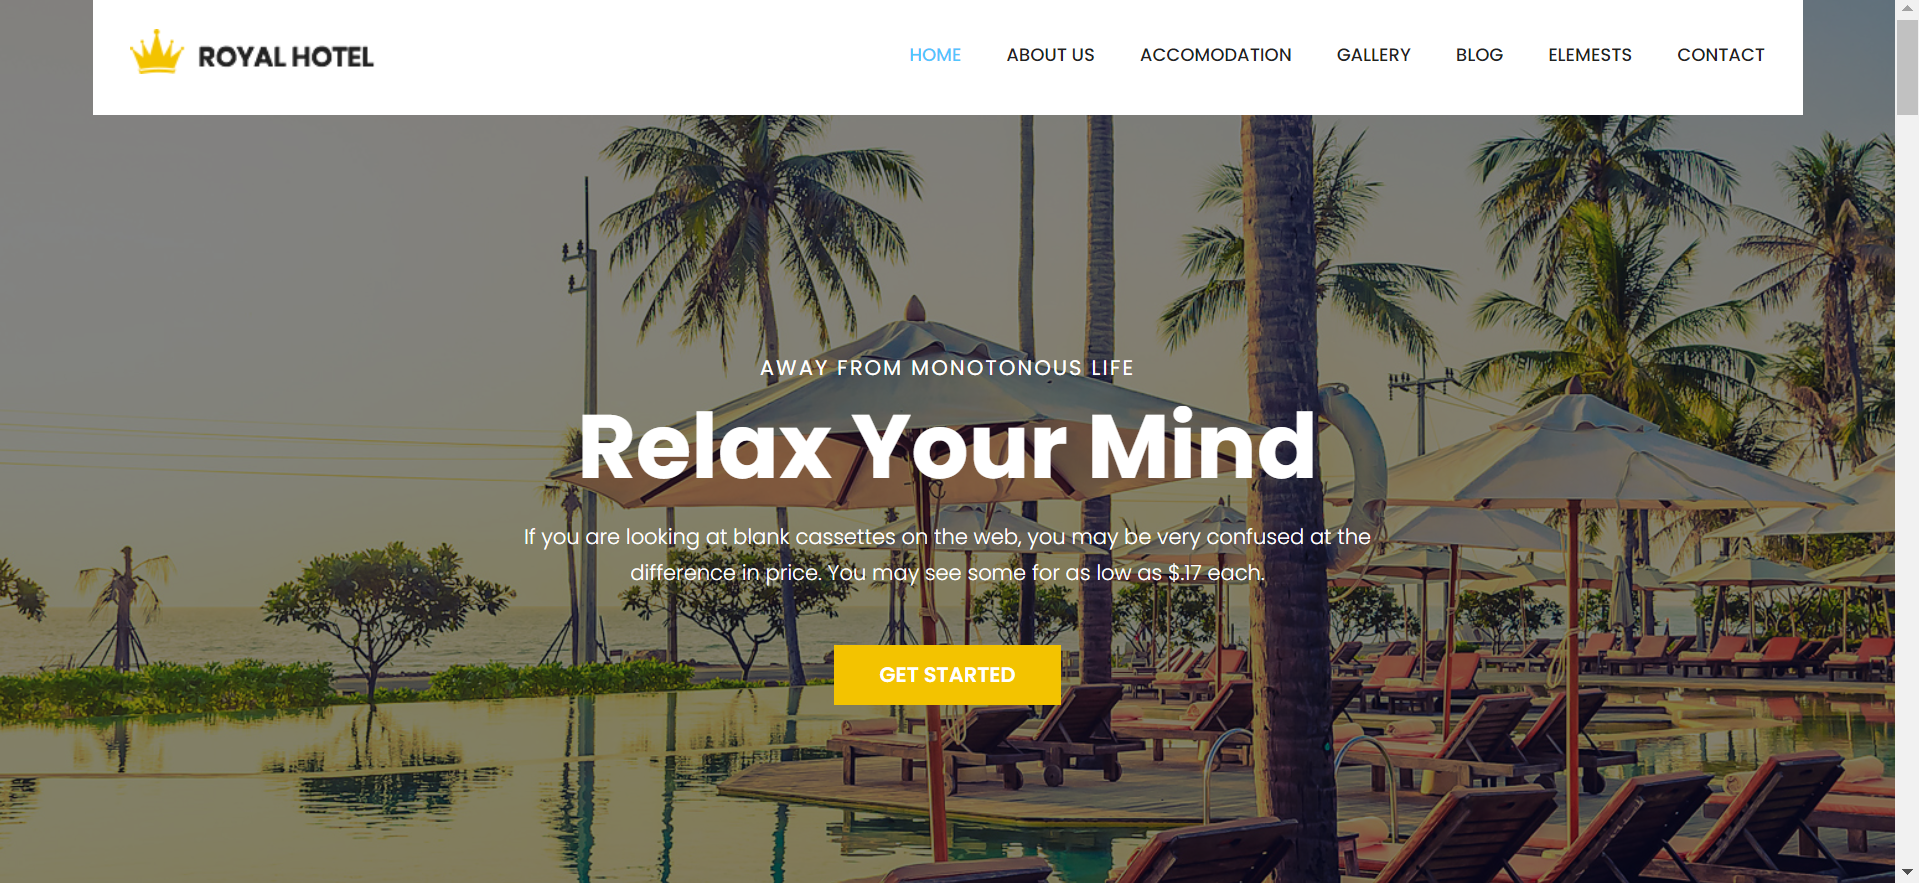 ROYAL HOTEL
HOME
ABOUT US
ACCOMODATION
GALLERY
BLOG
ELEMESTS
CONTACT
AWAY FROM MONOTONOUS LIFE
Relax Your Mind
If you are looking at blank cassettes on the web, you may be very confused at the
difference in price. You may see some for as low as $.17 each.
GET STARTED